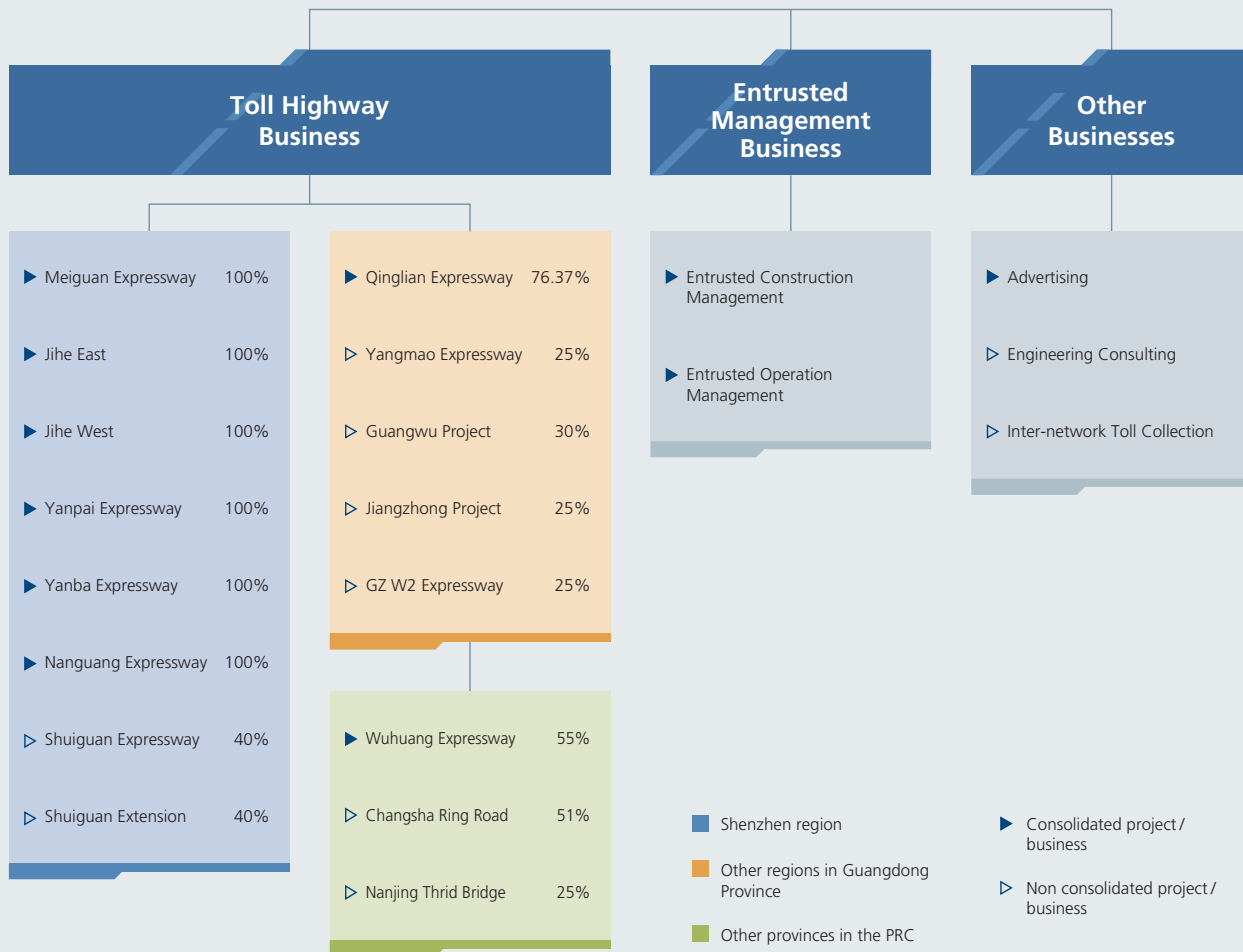 Toll Highway
Business
Entrusted
Management
Business
Other
Businesses
Meiguan Expressway 100%
Jihe East 100%
Jihe West 100%
Yanpai Expressway 100%
Yanba Expressway 100%
Nanguang Expressway 100%
Shuiguan Expressway 40%
Shuiguan Extension 40%
Qinglian Expressway 76.37%
Yangmao Expressway 25%
Guangwu Project 30%
Jiangzhong Project 25%
GZ W2 Expressway 25%
Wuhuang Expressway 55%
Changsha Ring Road 51%
Nanjing Thrid Bridge 25%
Entrusted Construction
Management
Entrusted Operation
Management
Advertising
Engineering Consulting
Inter-network Toll Collection
Shenzhen region
Other regions in Guangdong
Province
Other provinces in the PRC
Consolidated project /
business
Non consolidated project /
business